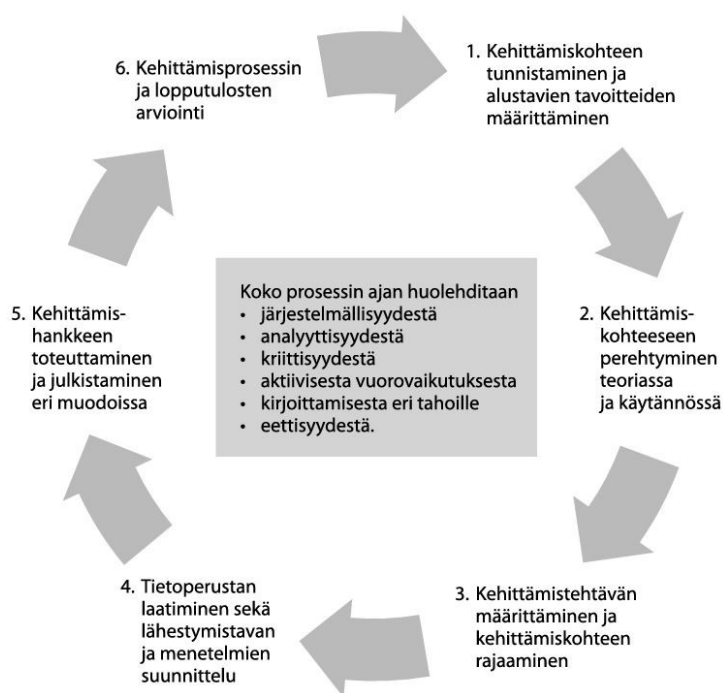 1. Kehittämiskohteen
tunnistaminen ja
alustavien tavoitteiden
määrittäminen
2. Kehittämis-
kohteeseen
perehtyminen
teoriassa
ja käytännössä
3. Kehittämistehtävän
määrittäminen ja
kehittämiskohteen
rajaaminen
4. Tietoperustan
laatiminen sekä
lähestymistavan
ja menetelmien
suunnittelu
5. Kehittämis-
hankkeen
toteuttaminen
ja julkistaminen
eri muodoissa
6. Kehittämisprosessin
ja lopputulosten
arviointi
Koko prosessin ajan huolehditaan
• järjestelmällisyydestä
• analyyttisyydestä
• kriittisyydestä
• aktiivisesta vuorovaikutuksesta
• kirjoittamisesta eri tahoille
• eettisyydestä.